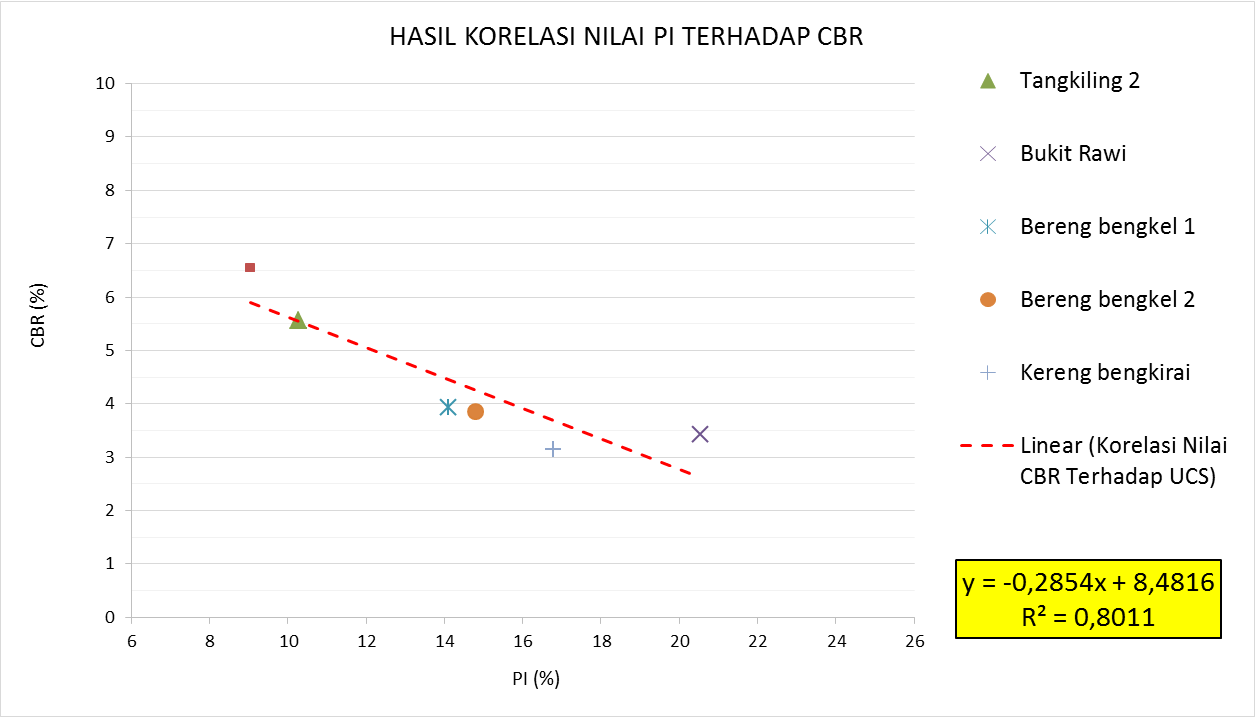 HASIL KORELASI NILAI PI TERHADAP CBR
10
9
8
7
6
5
4
3
2
1
0
CBR (%)
6 8 10 12 14 16 18 20 22 24 26
PI (%)
Tangkiling 2
Bukit Rawi
Bereng bengkel 1
Bereng bengkel 2
Kereng bengkirai
Linear (Korelasi Nilai
CBR Terhadap UCS)
y = -0,2854x + 8,4816
R² = 0,8011